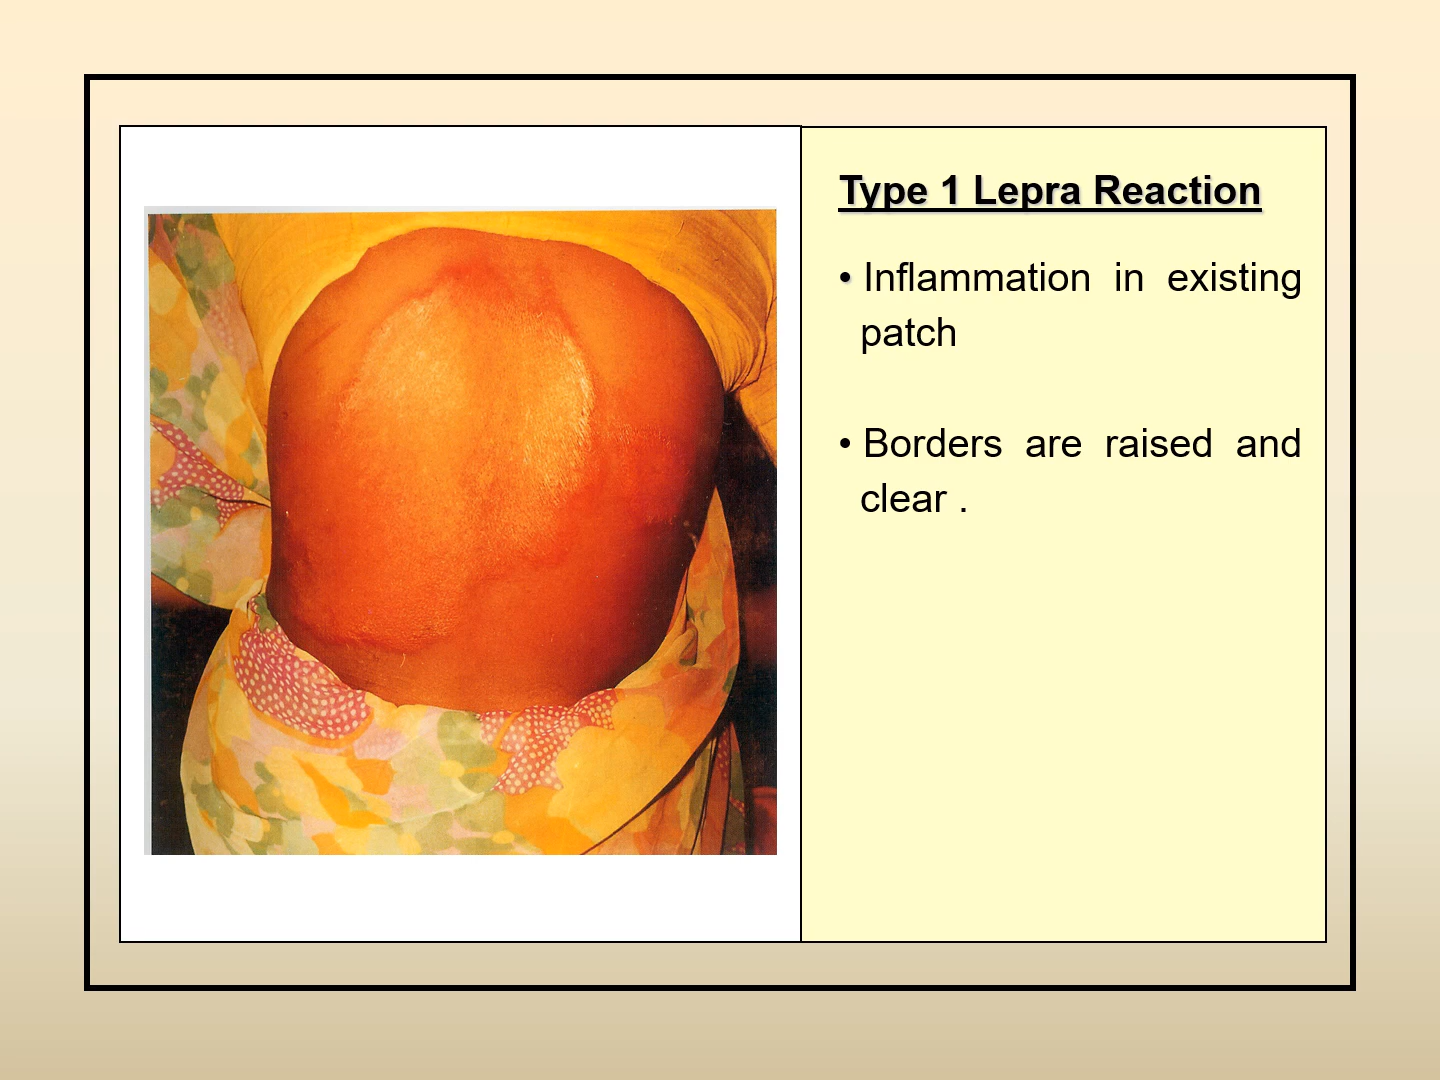 Type 1 Lepra Reaction
• Inflammation in existing
patch
• Borders are raised and
clear .